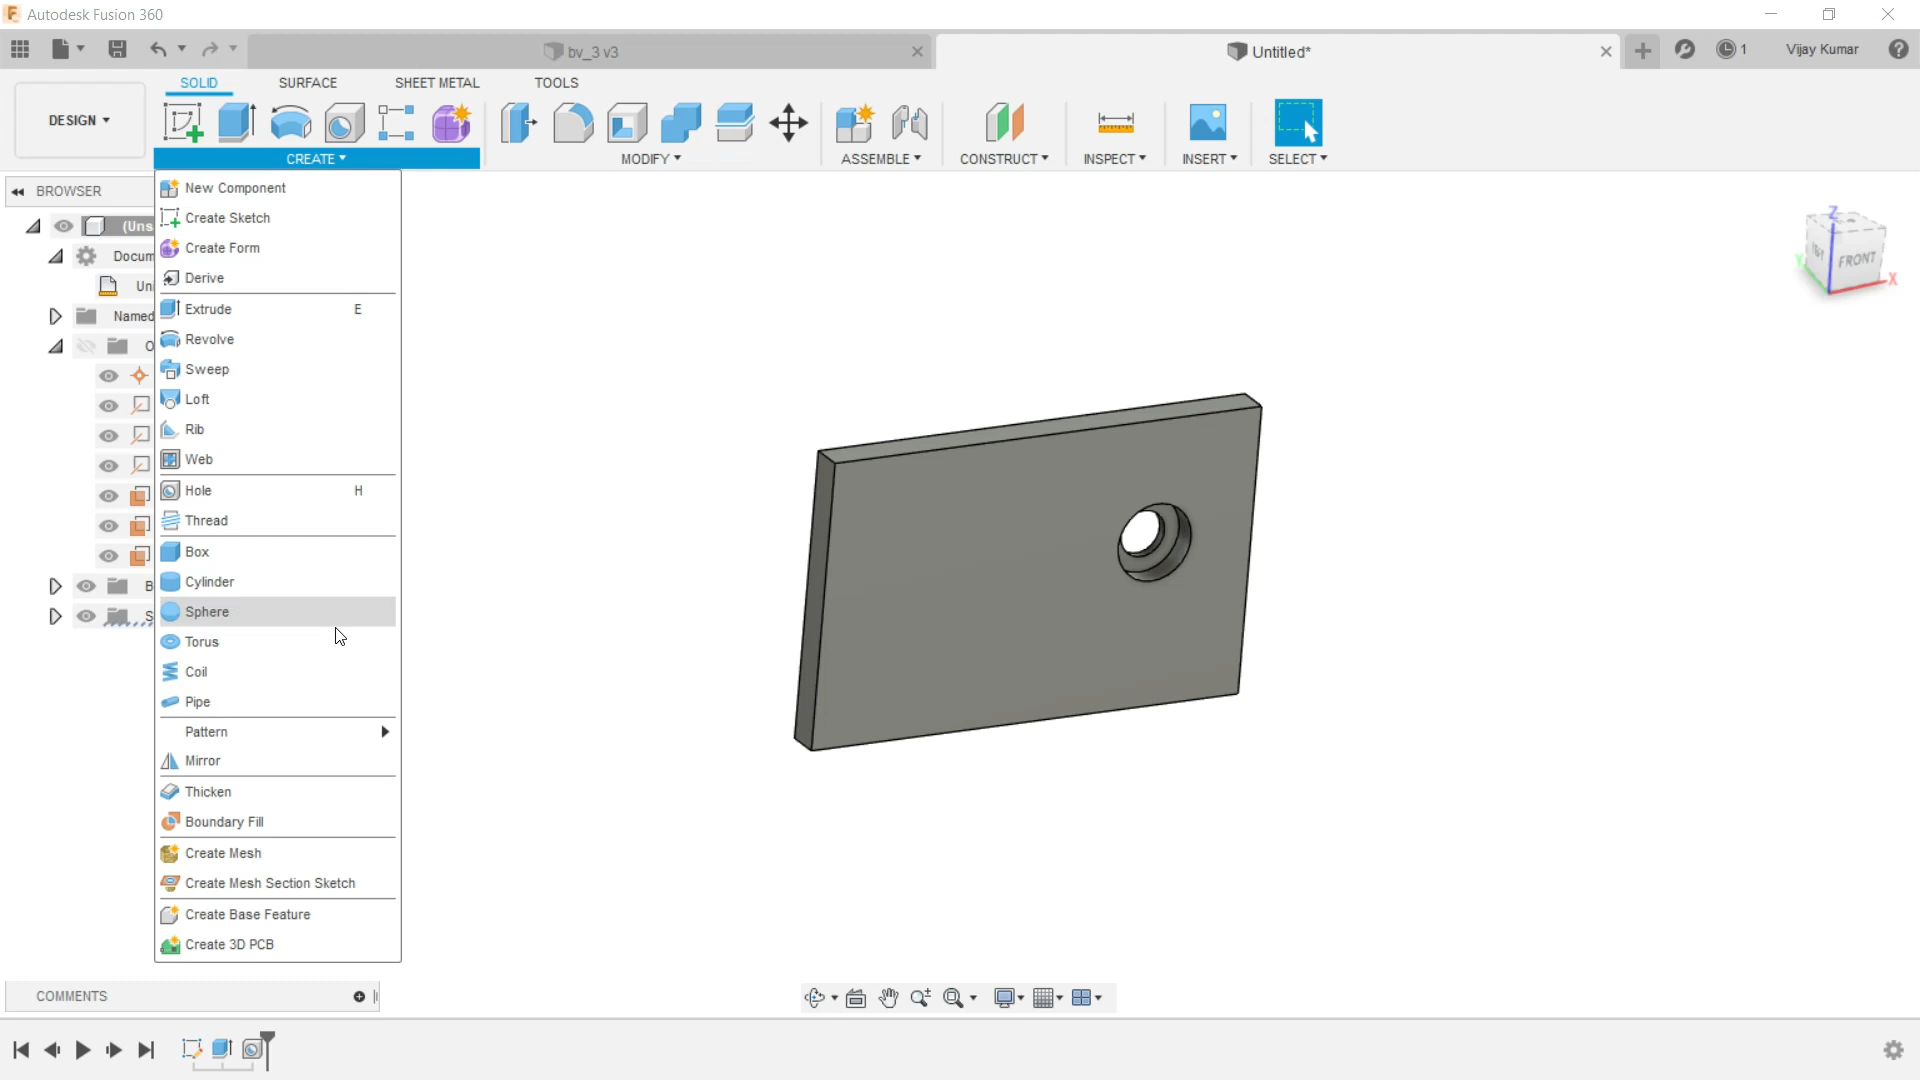 Autodesk Fusion 360
bv_3 v3
Untitled*
1
Vijay Kumar
SOLID
SURFACE
SHEET METAL
TOOLS
DESIGN
CREATE
MODIFY
ASSEMBLE
CONSTRUCT
INSPECT
INSERT
SELECT
BROWSER
(Uns
Docum
Uni
Named
O
B
S
New Component
Create Sketch
Create Form
Derive
Extrude E
Revolve
Sweep
Loft
Rib
Web
Hole H
Thread
Box
Cylinder
Sphere
Torus
Coil
Pipe
Pattern
Mirror
Thicken
Boundary Fill
Create Mesh
Create Mesh Section Sketch
Create Base Feature
Create 3D PCB
Z
FRONT
X
Y
COMMENTS